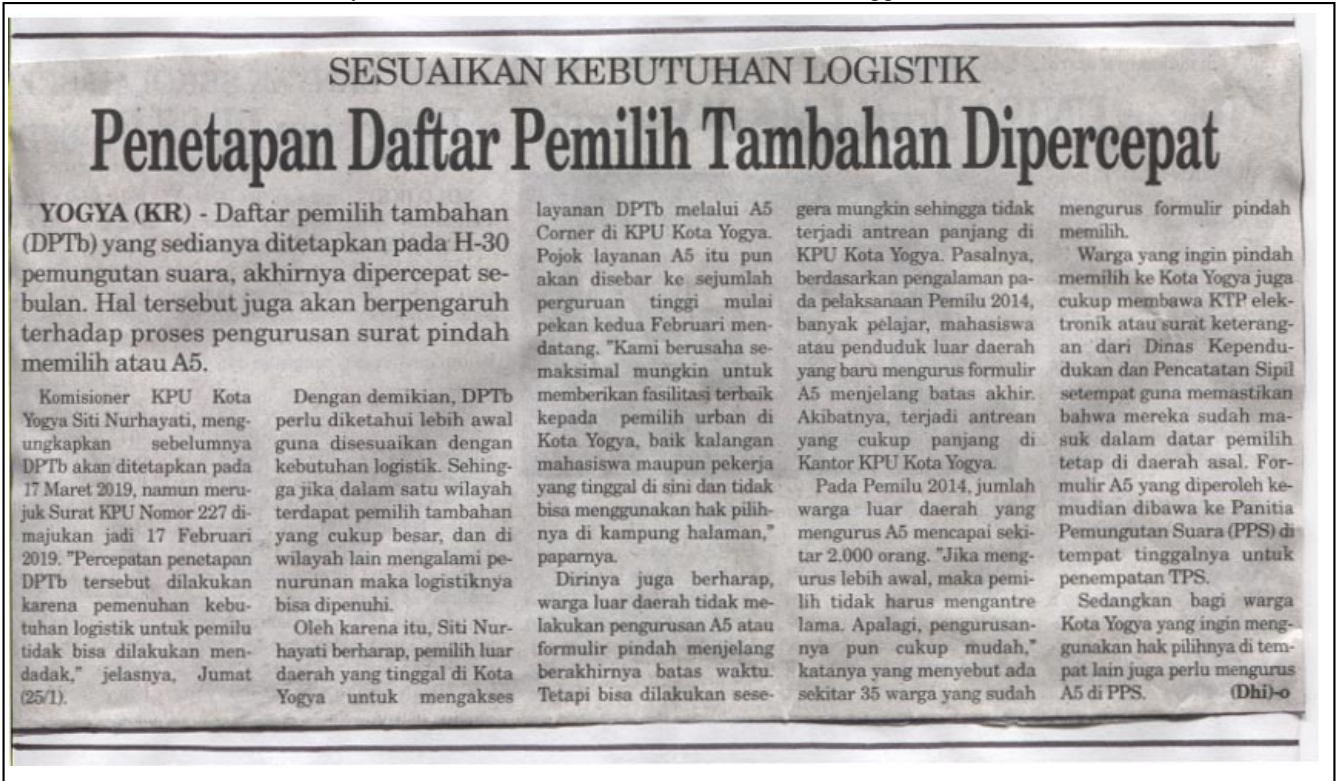 SESUAIKAN KEBUTUHAN LOGISTIK
Penetapan Daftar Pemilih Tambahan Dipercepat
YOGYA (KR) - Daftar pemilih tambahan
(DPTb) yang sedianya ditetapkan pada H-30
pemungutan suara, akhirnya dipercepat se-
bulan. Hal tersebut juga akan berpengaruh
terhadap proses pengurusan surat pindah
memilih atau A5.
Komisioner KPU Kota
Yogya Siti Nurhayati, meng-
ungkapkan sebelumnya
DPTb akan ditetapkan pada
17 Maret 2019, namun meru-
juk Surat KPU Nomor 227 di-
majukan jadi 17 Februari
2019. "Percepatan penetapan
DPTb tersebut dilakukan
karena pemenuhan kebu-
tuhan logistik untuk pemilu
tidak bisa dilakukan men-
dadak," jelasnya, Jumat
(25/1).
Dengan demikian, DPTb
perlu diketahui lebih awal
guna disesuaikan dengan
kebutuhan logistik. Sehing-
ga jika dalam satu wilayah
terdapat pemilih tambahan
yang cukup besar, dan di
wilayah lain mengalami pe-
nurunan maka logistiknya
bisa dipenuhi.
Oleh karena itu, Siti Nur-
hayati berharap, pemilih luar
daerah yang tinggal di Kota
Yogya untuk mengakses
layanan DPTb melalui A5
Corner di KPU Kota Yogya.
Pojok layanan A5 itu pun
akan disebar ke sejumlah
perguruan tinggi mulai
pekan kedua Februari men-
datang. "Kami berusaha se-
maksimal mungkin untuk
memberikan fasilitasi terbaik
kepada pemilih urban di
Kota Yogya, baik kalangan
mahasiswa maupun pekerja
yang tinggal di sini dan tidak
bisa menggunakan hak pilih-
nya di kampung halaman,"
paparnya.
Dirinya juga berharap,
warga luar daerah tidak me-
lakukan pengurusan A5 atau
formulir pindah menjelang
berakhirnya batas waktu.
Tetapi bisa dilakukan sese-
gera mungkin sehingga tidak
terjadi antrean panjang di
KPU Kota Yogya. Pasalnya,
berdasarkan pengalaman pa-
da pelaksanaan Pemilu 2014,
banyak pelajar, mahasiswa
atau penduduk luar daerah
yang baru mengurus formulir
A5 menjelang batas akhir.
Akibatnya, terjadi antrean
yang cukup panjang di
Kantor KPU Kota Yogya.
Pada Pemilu 2014, jumlah
warga luar daerah yang
mengurus A5 mencapai seki-
tar 2.000 orang. "Jika meng-
urus lebih awal, maka pemi-
lih tidak harus mengantre
lama. Apalagi, pengurusan-
nya pun cukup mudah,"
katanya yang menyebut ada
sekitar 35 warga yang sudah
mengurus formulir pindah
memilih.
Warga yang ingin pindah
memilih ke Kota Yogya juga
cukup membawa KTP elek-
tronik atau surat keterang-
an dari Dinas Kependu-
dukan dan Pencatatan Sipil
setempat guna memastikan
bahwa mereka sudah ma-
suk dalam datar pemilih
tetap di daerah asal. For-
mulir A5 yang diperoleh ke-
mudian dibawa ke Panitia
Pemungutan Suara (PPS) di
tempat tinggalnya untuk
penempatan TPS.
Sedangkan bagi warga
Kota Yogya yang ingin meng-
gunakan hak pilihnya di tem-
pat lain juga perlu mengurus
A5 di PPS. (Dhi)-o